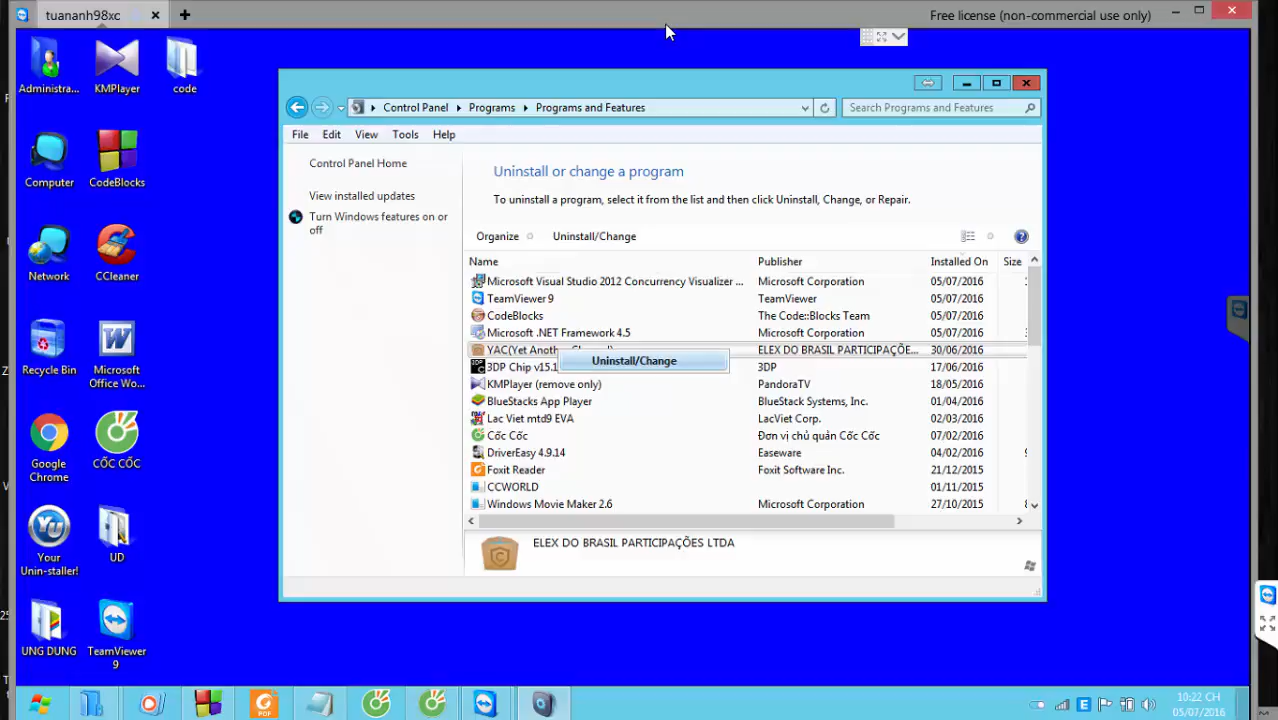 tuananh98xc
Free license (non-commercial use only)
Administra...
KMPlayer
code
Computer
CodeBlocks
Network
CCleaner
Recycle Bin
Microsoft
Office Wo...
Google
Chrome
CỐC CỐC
Your
Unin-staller!
UD
UNG DUNG
TeamViewer
9
Control Panel
Programs
Programs and Features
Search Programs and Features
File
Edit
View
Tools
Help
Control Panel Home
View installed updates
Turn Windows features on or
off
Uninstall or change a program
To uninstall a program, select it from the list and then click Uninstall, Change, or Repair.
Organize
Uninstall/Change
Name Publisher Installed On Size
Microsoft Visual Studio 2012 Concurrency Visualizer ... Microsoft Corporation 05/07/2016
TeamViewer 9 TeamViewer 05/07/2016
CodeBlocks The Code::Blocks Team 05/07/2016
Microsoft .NET Framework 4.5 Microsoft Corporation 05/07/2016
YAC(Yet ELEX DO BRASIL PARTICIPAÇÕE... 30/06/2016
Uninstall/Change
3DP Chip 3DP 17/06/2016
KMPlayer (remove only) PandoraTV 18/05/2016
BlueStacks App Player BlueStack Systems, Inc. 01/04/2016
Lac Viet mtd9 EVA LacViet Corp. 02/03/2016
Cốc Cốc Đơn vị chủ quản Cốc Cốc 07/02/2016
DriverEasy 4.9.14 Easeware 04/02/2016
Foxit Reader Foxit Software Inc. 21/12/2015
CCWORLD 01/11/2015
Windows Movie Maker 2.6 Microsoft Corporation 27/10/2015
ELEX DO BRASIL PARTICIPAÇÕES LTDA
10:22 CH
05/07/2016